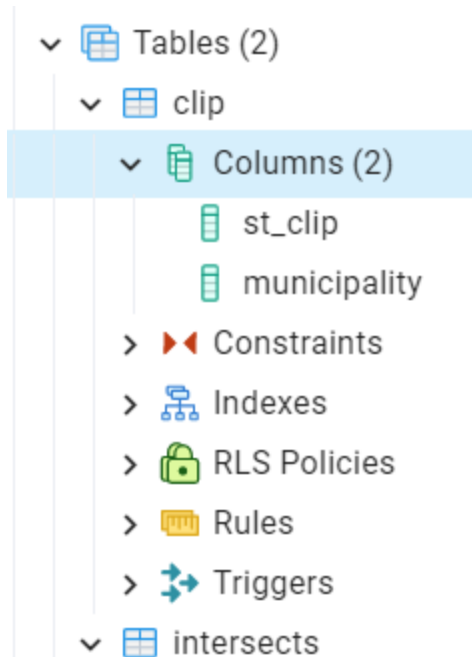 Tables (2)
clip
Columns (2)
st_clip
municipality
Constraints
Indexes
RLS Policies
Rules
Triggers
intersects